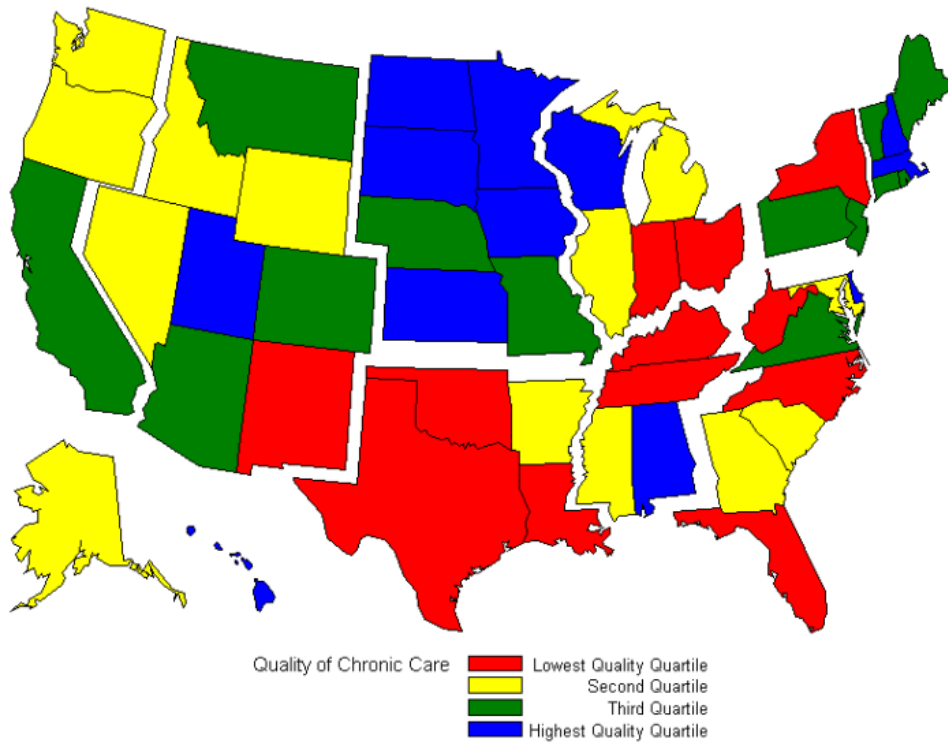 Quality of Chronic Care
Lowest Quality Quartile
Second Quartile
Third Quartile
Highest Quality Quartile